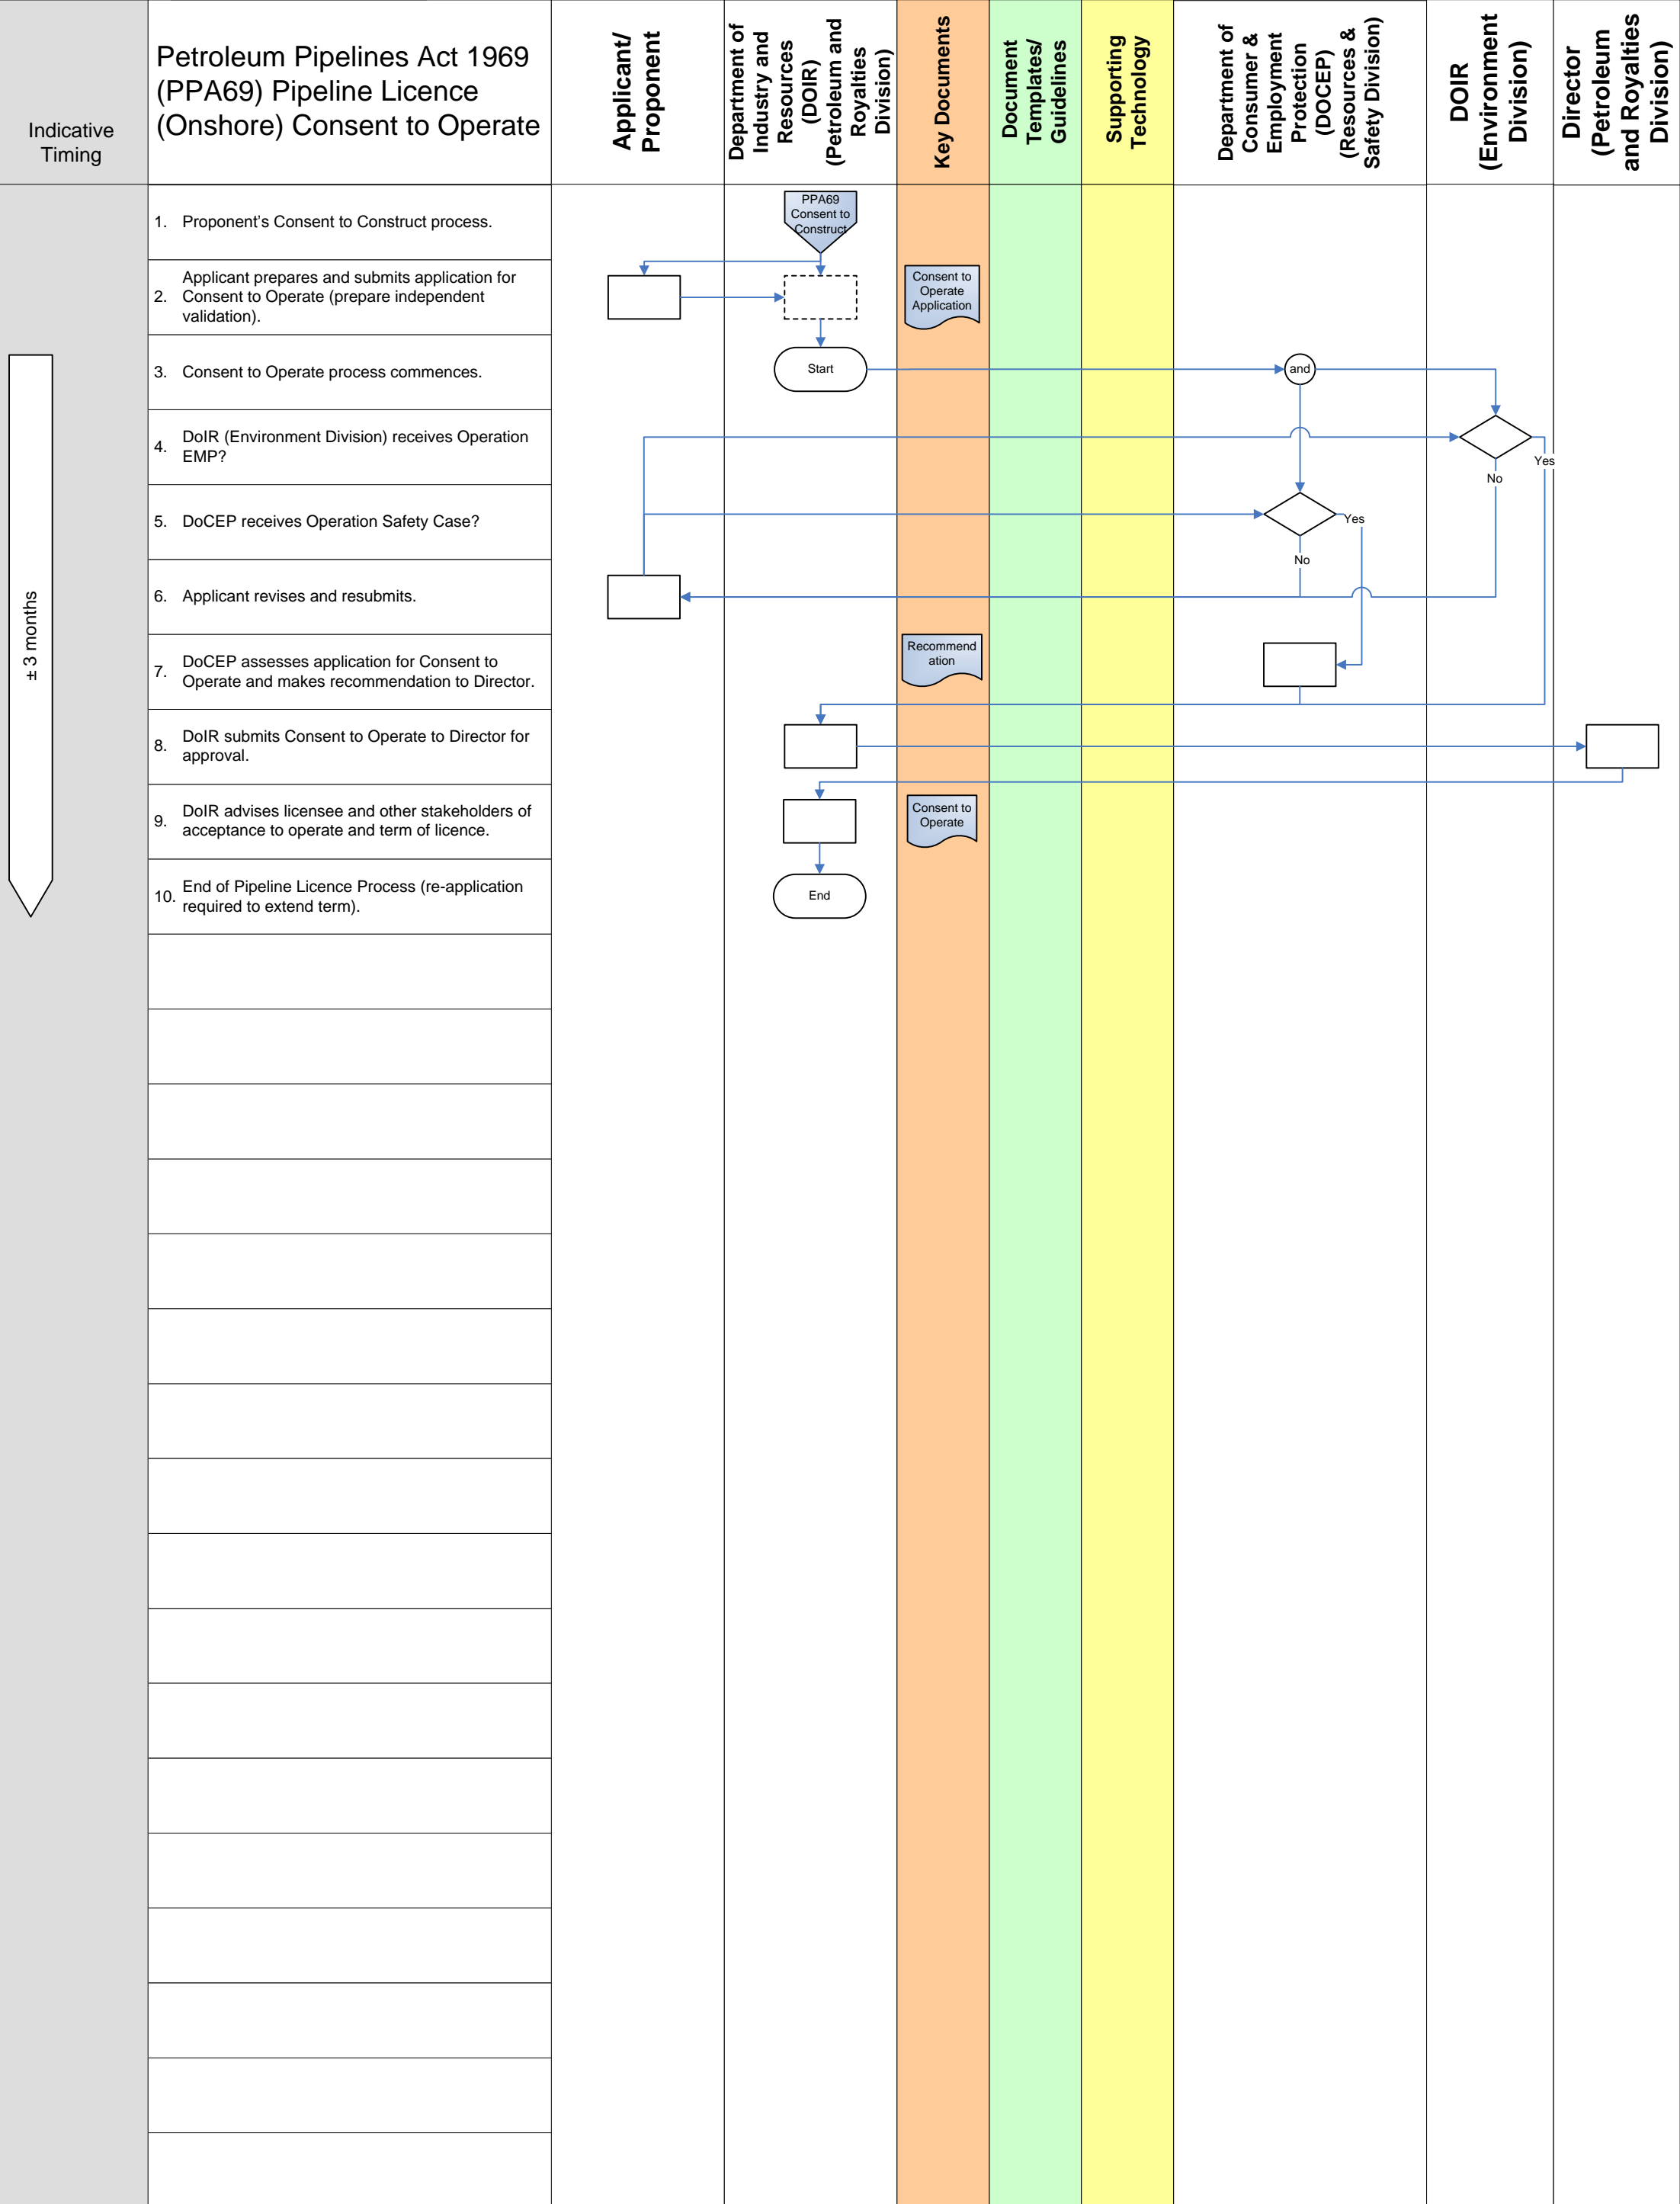 Indicative
Timing
Petroleum Pipelines Act 1969
(PPA69) Pipeline Licence
(Onshore) Consent to Operate
Applicant/
Proponent
Department of
Industry and
Resources
(DOIR)
(Petroleum and
Royalties
Division)
Key Documents
Document
Templates/
Guidelines
Supporting
Technology
Department of
Consumer &
Employment
Protection
(DOCEP)
(Resources &
Safety Division)
DOIR
(Environment
Division)
Director
(Petroleum
and Royalties
Division)
1. Proponent's Consent to Construct process.
PPA69
Consent to
Construct
2. Applicant prepares and submits application for
Consent to Operate (prepare independent
validation).
Consent to
Operate
Application
3. Consent to Operate process commences.
Start
and
4. DoIR (Environment Division) receives Operation
EMP?
Yes
No
5. DoCEP receives Operation Safety Case?
Yes
No
6. Applicant revises and resubmits.
± 3 months
7. DoCEP assesses application for Consent to
Operate and makes recommendation to Director.
Recommend
ation
8. DoIR submits Consent to Operate to Director for
approval.
9. DoIR advises licensee and other stakeholders of
acceptance to operate and term of licence.
Consent to
Operate
10. End of Pipeline Licence Process (re-application
required to extend term).
End